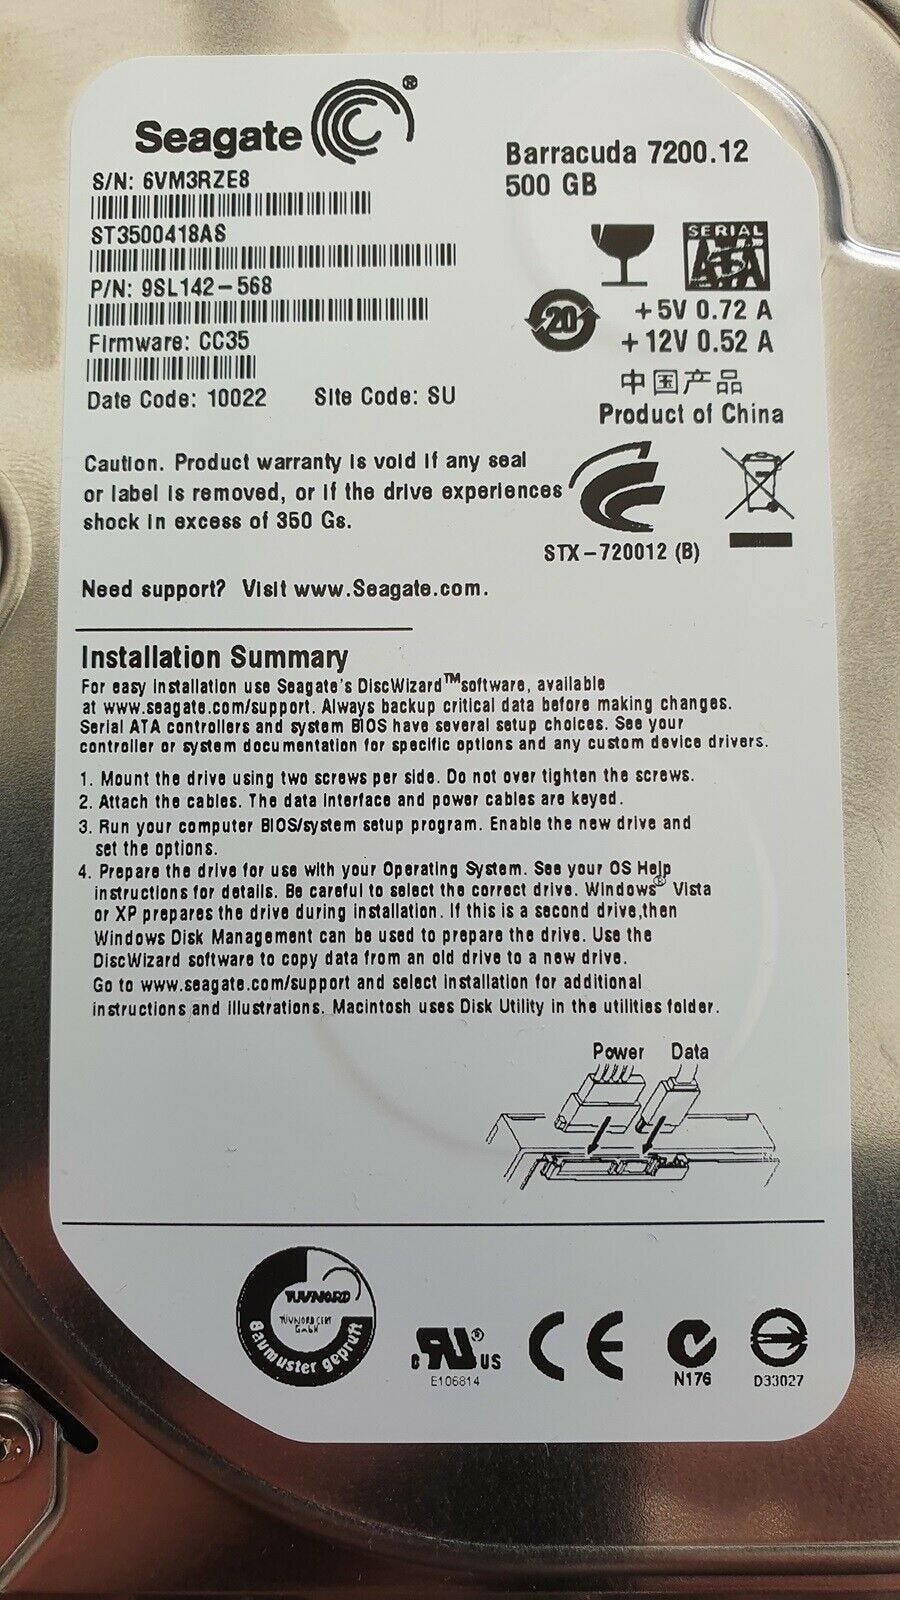 Seagate ®
S/N: 6VM3RZE8
ST3500418AS
P/N: 9SL142-568
Firmware: CC35
Date Code: 10022 Site Code: SU
Barracuda 7200.12
500 GB
SERIAL
ATA
20
+5V 0.72 A
+12V 0.52 A
中国产品
Product of China
Caution. Product warranty is void if any seal
or label is removed, or if the drive experiences
shock in excess of 350 Gs.
STX-720012 (B)
Need support? Visit www.Seagate.com.
Installation Summary
For easy installation use Seagate's DiscWizard™ software, available
at www.seagate.com/support. Always backup critical data before making changes.
Serial ATA controllers and system BIOS have several setup choices. See your
controller or system documentation for specific options and any custom device drivers.
1. Mount the drive using two screws per side. Do not over tighten the screws.
2. Attach the cables. The data interface and power cables are keyed.
3. Run your computer BIOS/system setup program. Enable the new drive and
set the options.
4. Prepare the drive for use with your Operating System. See your OS Help
instructions for details. Be careful to select the correct drive. Windows® Vista
or XP prepares the drive during installation. If this is a second drive,then
Windows Disk Management can be used to prepare the drive. Use the
DiscWizard software to copy data from an old drive to a new drive.
Go to www.seagate.com/support and select installation for additional
instructions and illustrations. Macintosh uses Disk Utility in the utilities folder.
Power Data
TÜVNORD
TÜV NORD CERT
GmbH
Baumuster geprüft
c RU ® US
E106814
CE
N176
D33027